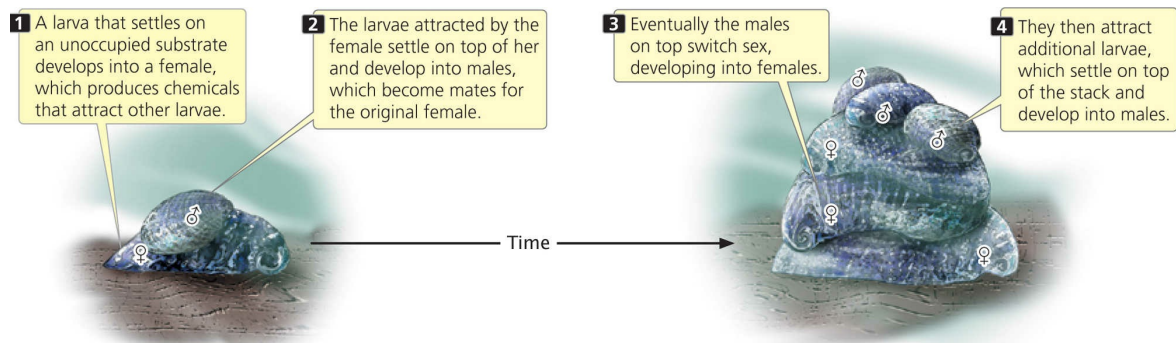 1 A larva that settles on
an unoccupied substrate
develops into a female,
which produces chemicals
that attract other larvae.
2 The larvae attracted by the
female settle on top of her
and develop into males,
which become mates for
the original female.
3 Eventually the males
on top switch sex,
developing into females.
4 They then attract
additional larvae,
which settle on top
of the stack and
develop into males.
♂
♀
Time
♂
♂
♂
♀
♀
♀